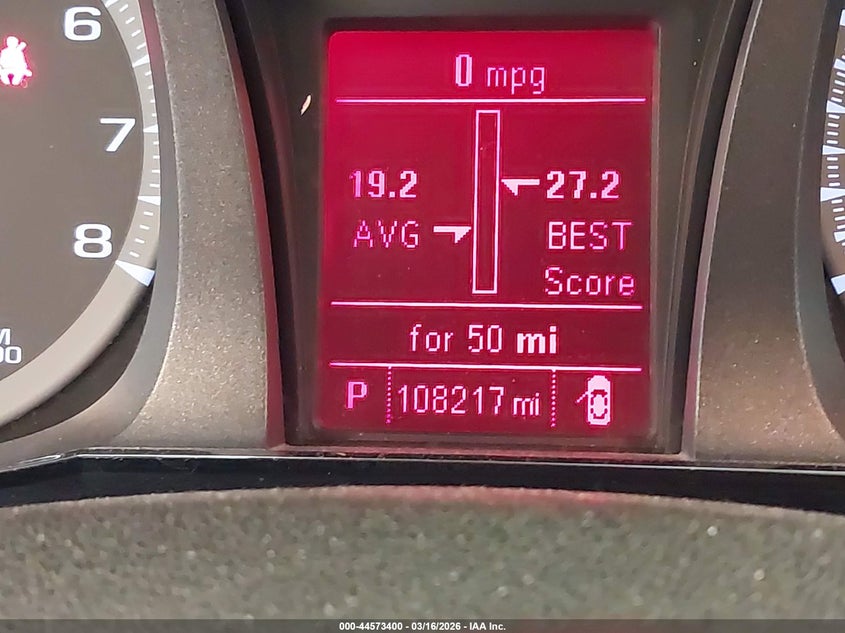 6
7
8
0 mpg
19.2
27.2
AVG
BEST
Score
for 50 mi
P 108217 mi
000-44573400 - 03/16/2026 - IAA Inc.